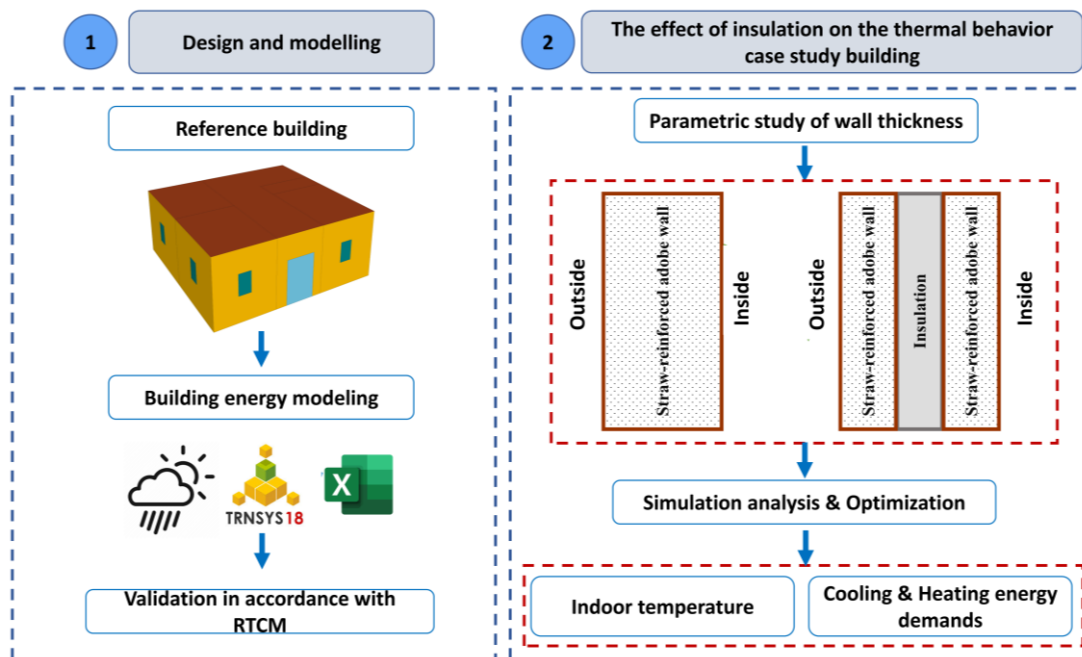 1
Design and modelling
Reference building
Building energy modeling
TRNSYS 18
X
Validation in accordance with
RTCM
2
The effect of insulation on the thermal behavior
case study building
Parametric study of wall thickness
Outside
Straw-reinforced adobe wall
Inside
Outside
Straw-reinforced adobe wall
Insulation
Straw-reinforced adobe wall
Inside
Simulation analysis & Optimization
Indoor temperature
Cooling & Heating energy
demands